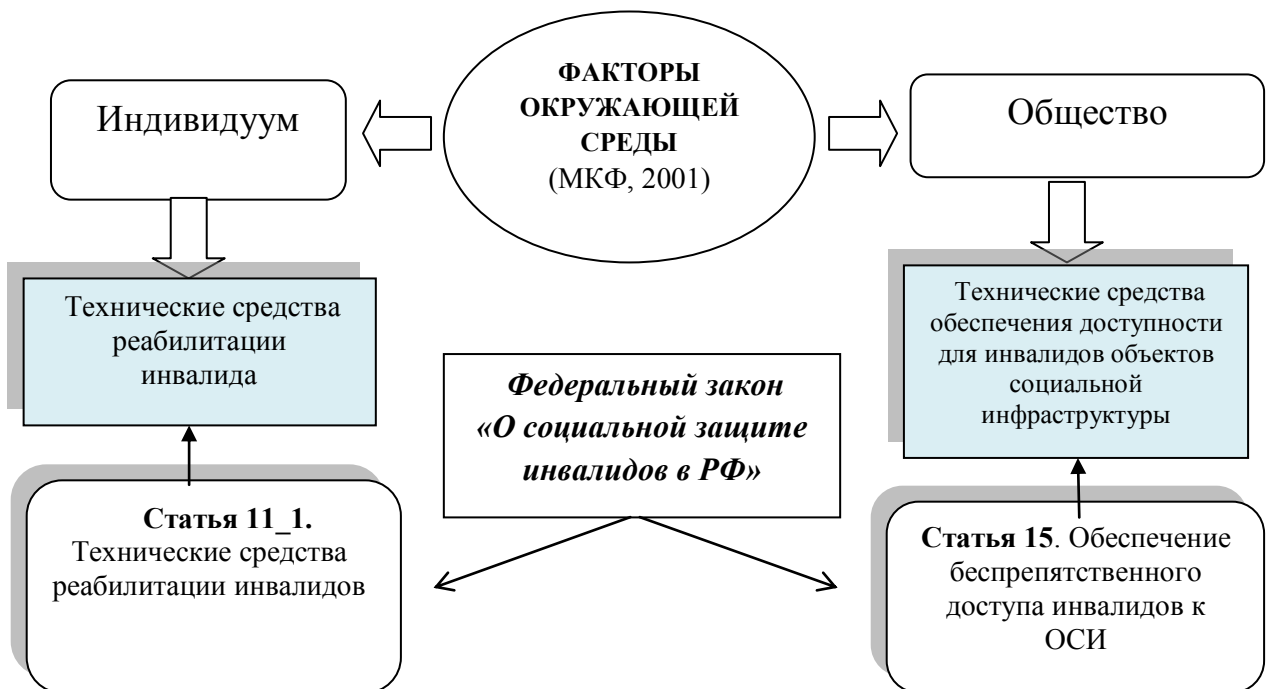 ФАКТОРЫ
ОКРУЖАЮЩЕЙ
СРЕДЫ
(МКФ, 2001)
Индивидуум
Общество
Технические средства
реабилитации
инвалида
Технические средства
обеспечения доступности
для инвалидов объектов
социальной
инфраструктуры
Федеральный закон
«О социальной защите
инвалидов в РФ»
Статья 11_1.
Технические средства
реабилитации инвалидов
Статья 15. Обеспечение
беспрепятственного
доступа инвалидов к
ОСИ